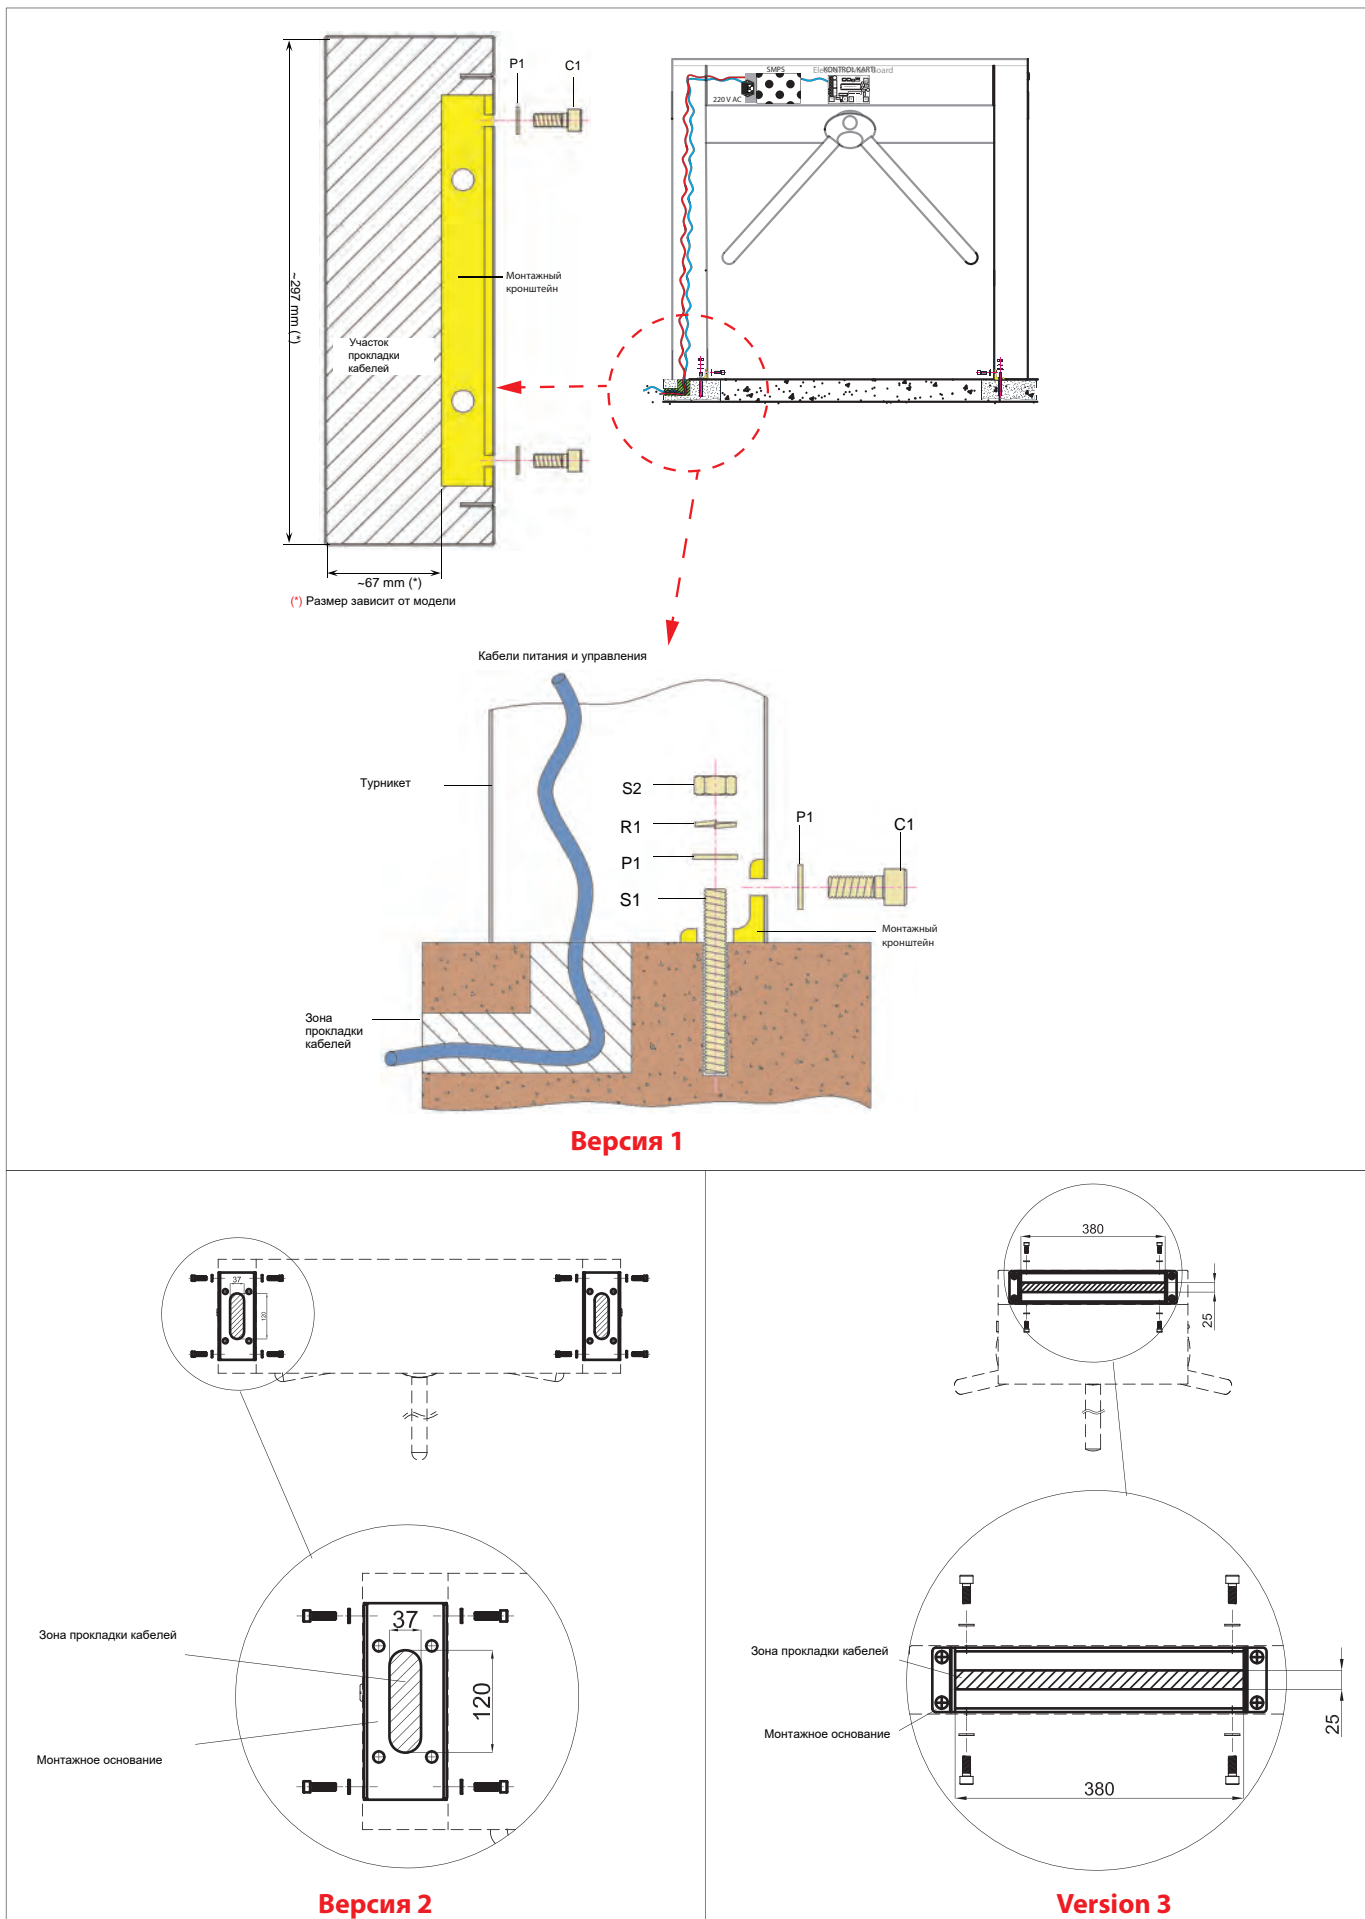 P1
C1
SMPS
KONTROL KARTI
Board
220 V AC
~297 mm (*)
Монтажный
кронштейн
Участок
прокладки
кабелей
~67 mm (*)
(*) Размер зависит от модели
Кабели питания и управления
Турникет
S2
R1
P1
S1
P1
C1
Монтажный
кронштейн
Зона
прокладки
кабелей
Версия 1
37
120
380
25
Зона прокладки кабелей
37
120
Монтажное основание
Зона прокладки кабелей
Монтажное основание
25
380
Версия 2
Version 3